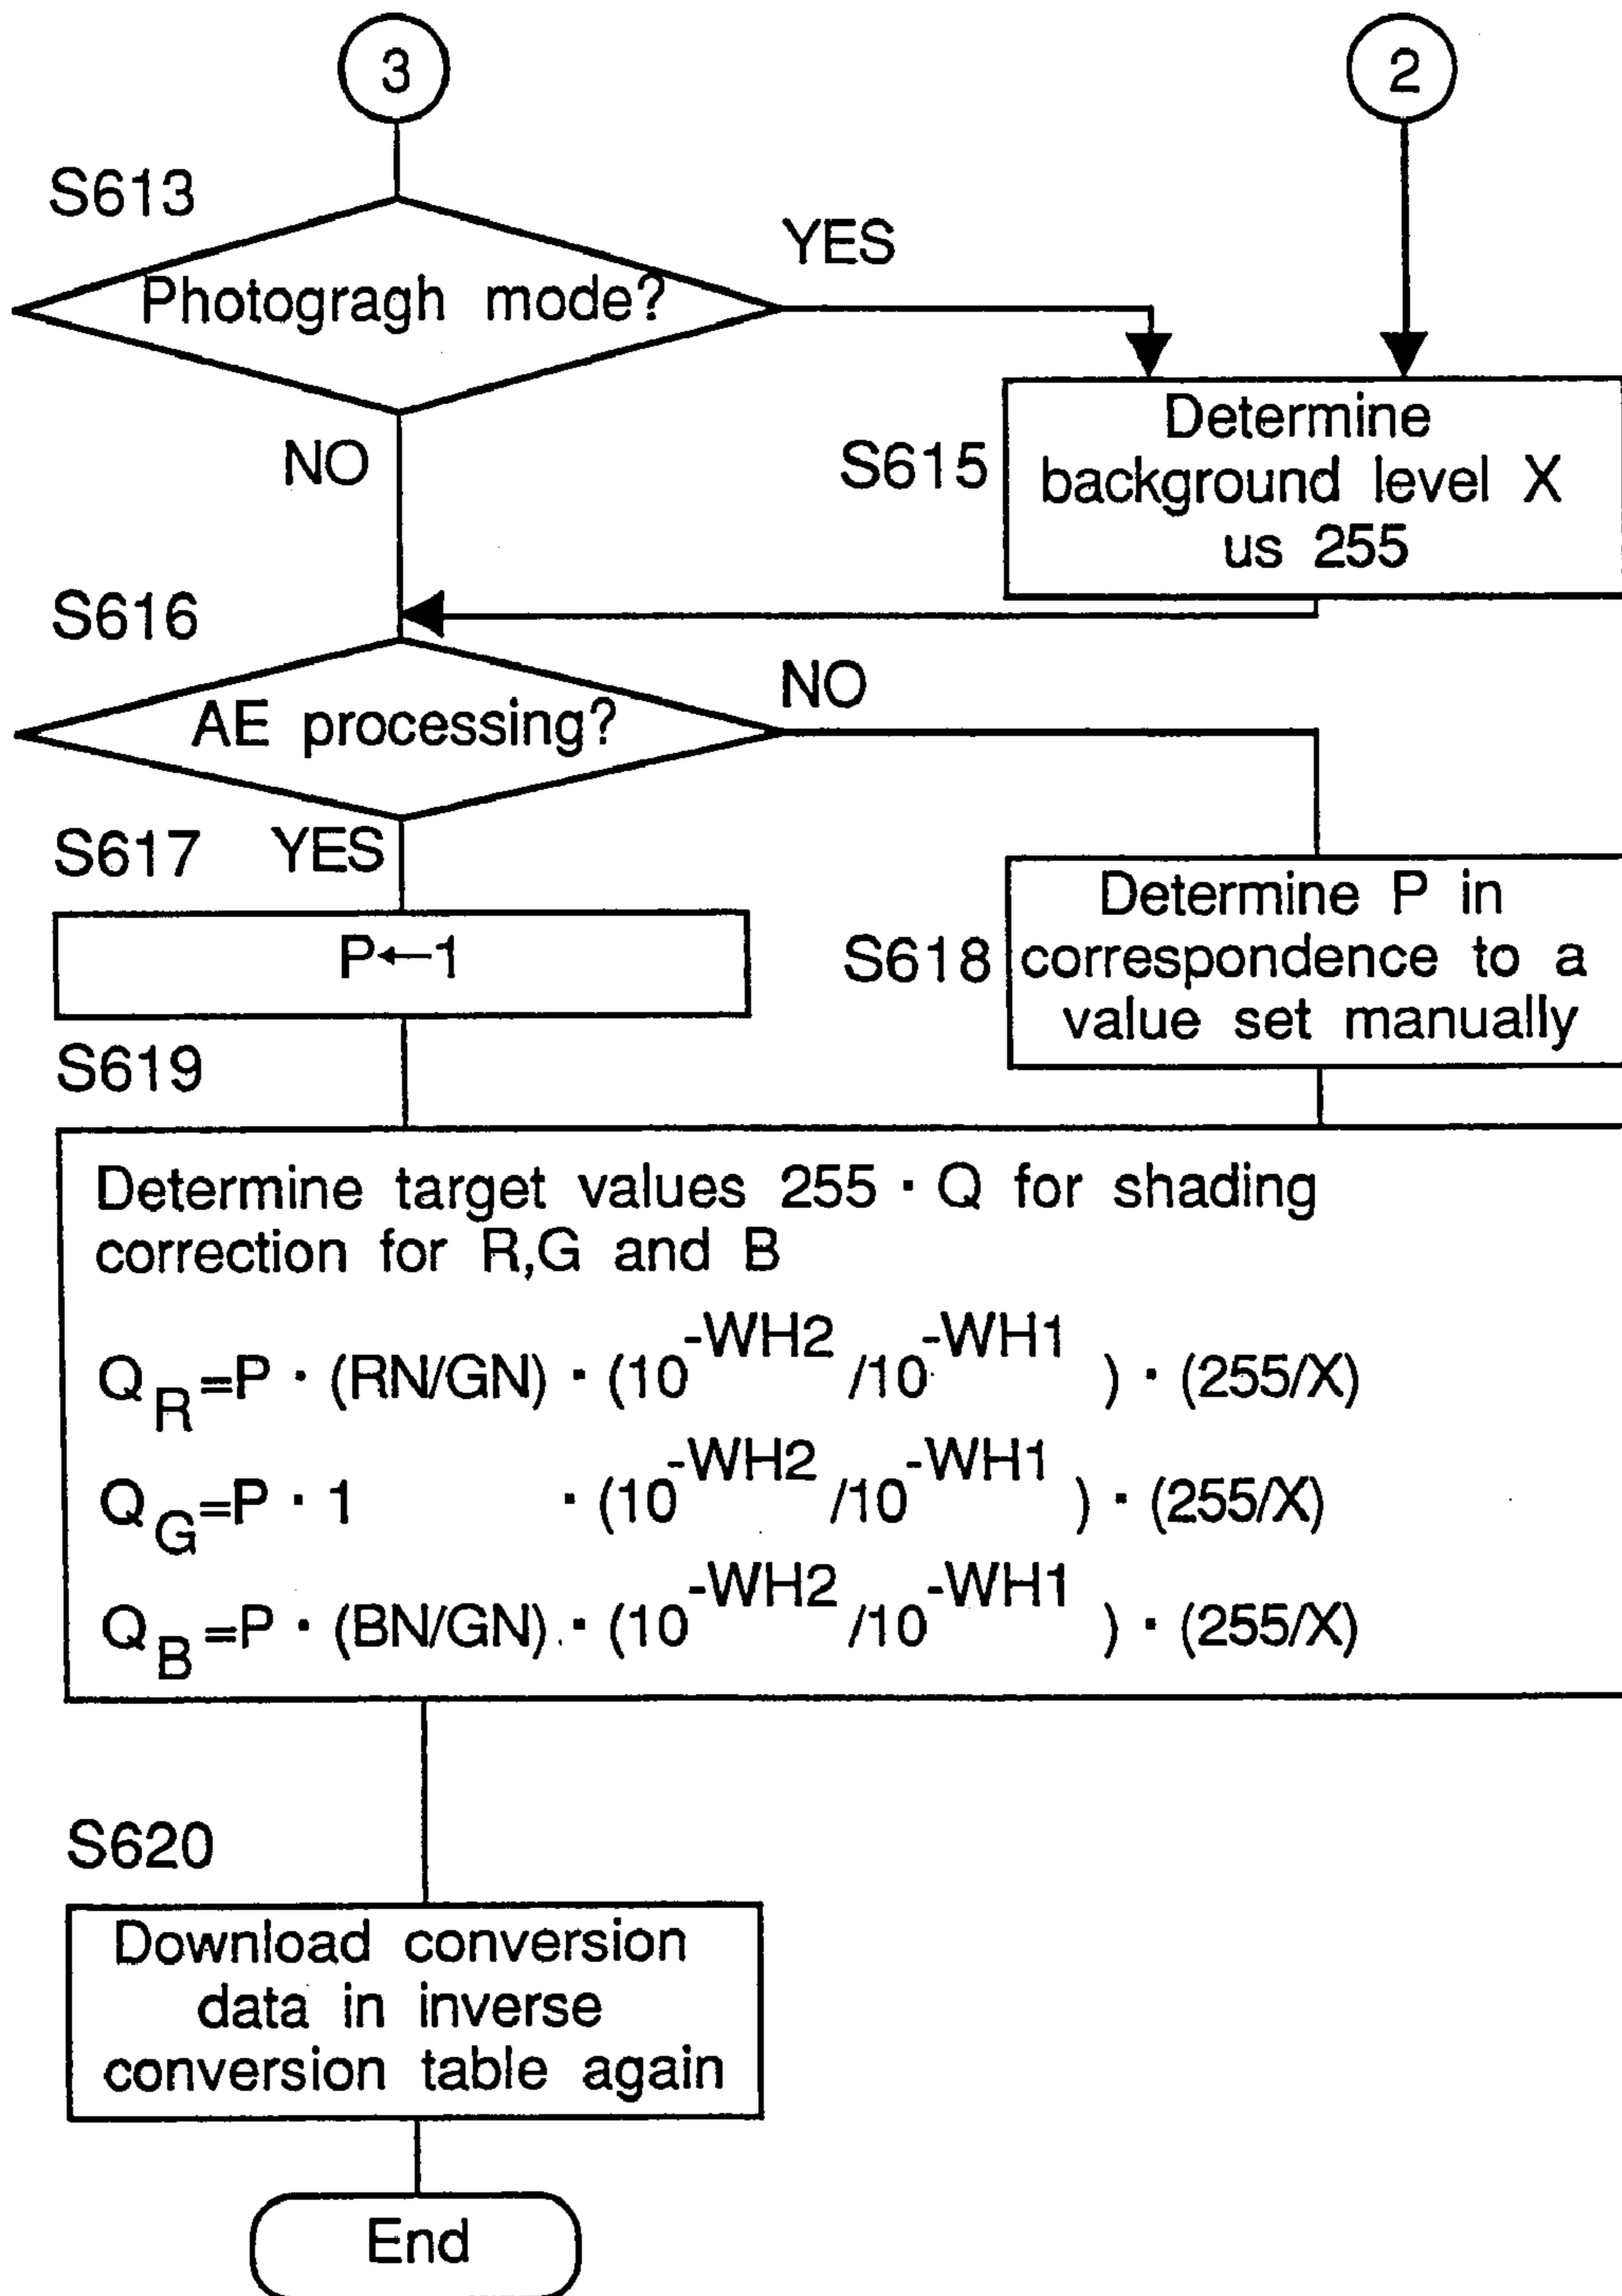 3
2
S613
Photogragh mode?
YES
NO
S615
Determine
background level X
us 255
S616
AE processing?
NO
S617
YES
P←1
S618
Determine P in
correspondence to a
value set manually
S619
Determine target values 255 · Q for shading
correction for R,G and B
Q_R=P · (RN/GN) · (10^-WH2 /10^-WH1 ) · (255/X)
Q_G=P · 1 · (10^-WH2 /10^-WH1 ) · (255/X)
Q_B=P · (BN/GN) · (10^-WH2 /10^-WH1 ) · (255/X)
S620
Download conversion
data in inverse
conversion table again
End